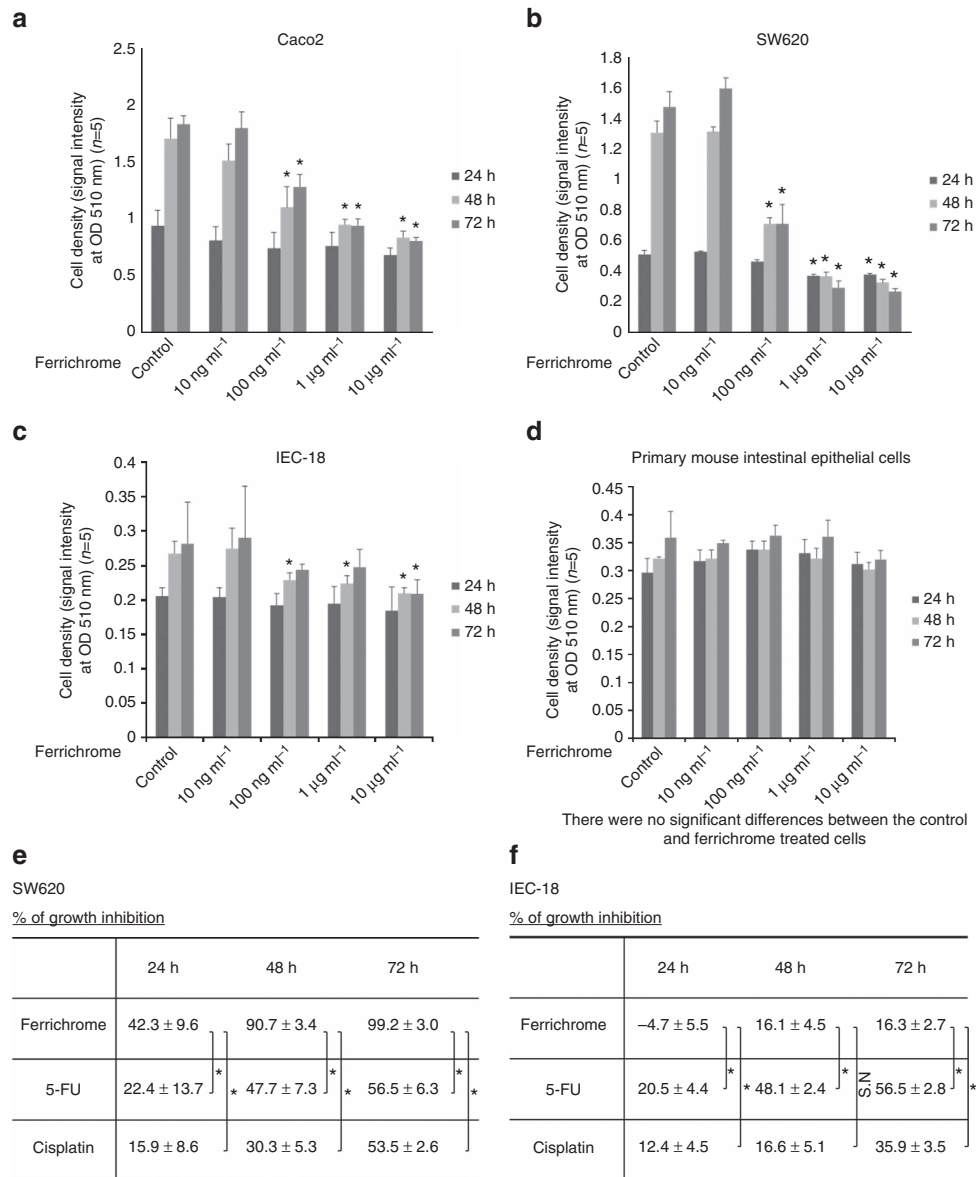 a
Caco2
Cell density (signal intensity
at OD 510 nm) (n=5)
2.5
2
1.5
1
0.5
0
* * * * * *
24 h
48 h
72 h
Ferrichrome
Control
10 ng ml⁻¹
100 ng ml⁻¹
1 µg ml⁻¹
10 µg ml⁻¹
b
SW620
Cell density (signal intensity
at OD 510 nm) (n=5)
1.8
1.6
1.4
1.2
1
0.8
0.6
0.4
0.2
0
* * * * * * * *
24 h
48 h
72 h
Ferrichrome
Control
10 ng ml⁻¹
100 ng ml⁻¹
1 µg ml⁻¹
10 µg ml⁻¹
c
IEC-18
Cell density (signal intensity
at OD 510 nm) (n=5)
0.4
0.35
0.3
0.25
0.2
0.15
0.1
0.05
0
* * * *
24 h
48 h
72 h
Ferrichrome
Control
10 ng ml⁻¹
100 ng ml⁻¹
1 µg ml⁻¹
10 µg ml⁻¹
d
Primary mouse intestinal epithelial cells
Cell density (signal intensity
at OD 510 nm) (n=5)
0.45
0.4
0.35
0.3
0.25
0.2
0.15
0.1
0.05
0
24 h
48 h
72 h
Ferrichrome
Control
10 ng ml⁻¹
100 ng ml⁻¹
1 µg ml⁻¹
10 µg ml⁻¹
There were no significant differences between the control
and ferrichrome treated cells
e
SW620
% of growth inhibition
24 h 48 h 72 h
Ferrichrome 42.3 ± 9.6 90.7 ± 3.4 99.2 ± 3.0
* * *
5-FU 22.4 ± 13.7 * 47.7 ± 7.3 * 56.5 ± 6.3 *
Cisplatin 15.9 ± 8.6 30.3 ± 5.3 53.5 ± 2.6
f
IEC-18
% of growth inhibition
24 h 48 h 72 h
Ferrichrome –4.7 ± 5.5 16.1 ± 4.5 16.3 ± 2.7
* * *
5-FU 20.5 ± 4.4 * 48.1 ± 2.4 S.N 56.5 ± 2.8 *
Cisplatin 12.4 ± 4.5 16.6 ± 5.1 35.9 ± 3.5